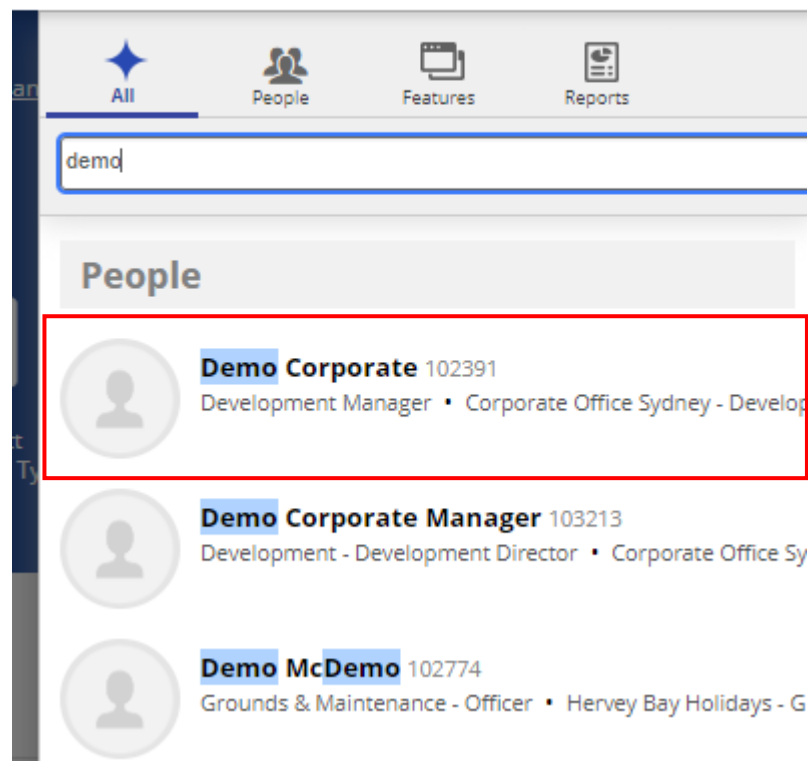 All People Features Reports
demo
People
Demo Corporate 102391
Development Manager • Corporate Office Sydney - Develop
Demo Corporate Manager 103213
Development - Development Director • Corporate Office Sy
Demo McDemo 102774
Grounds & Maintenance - Officer • Hervey Bay Holidays - G